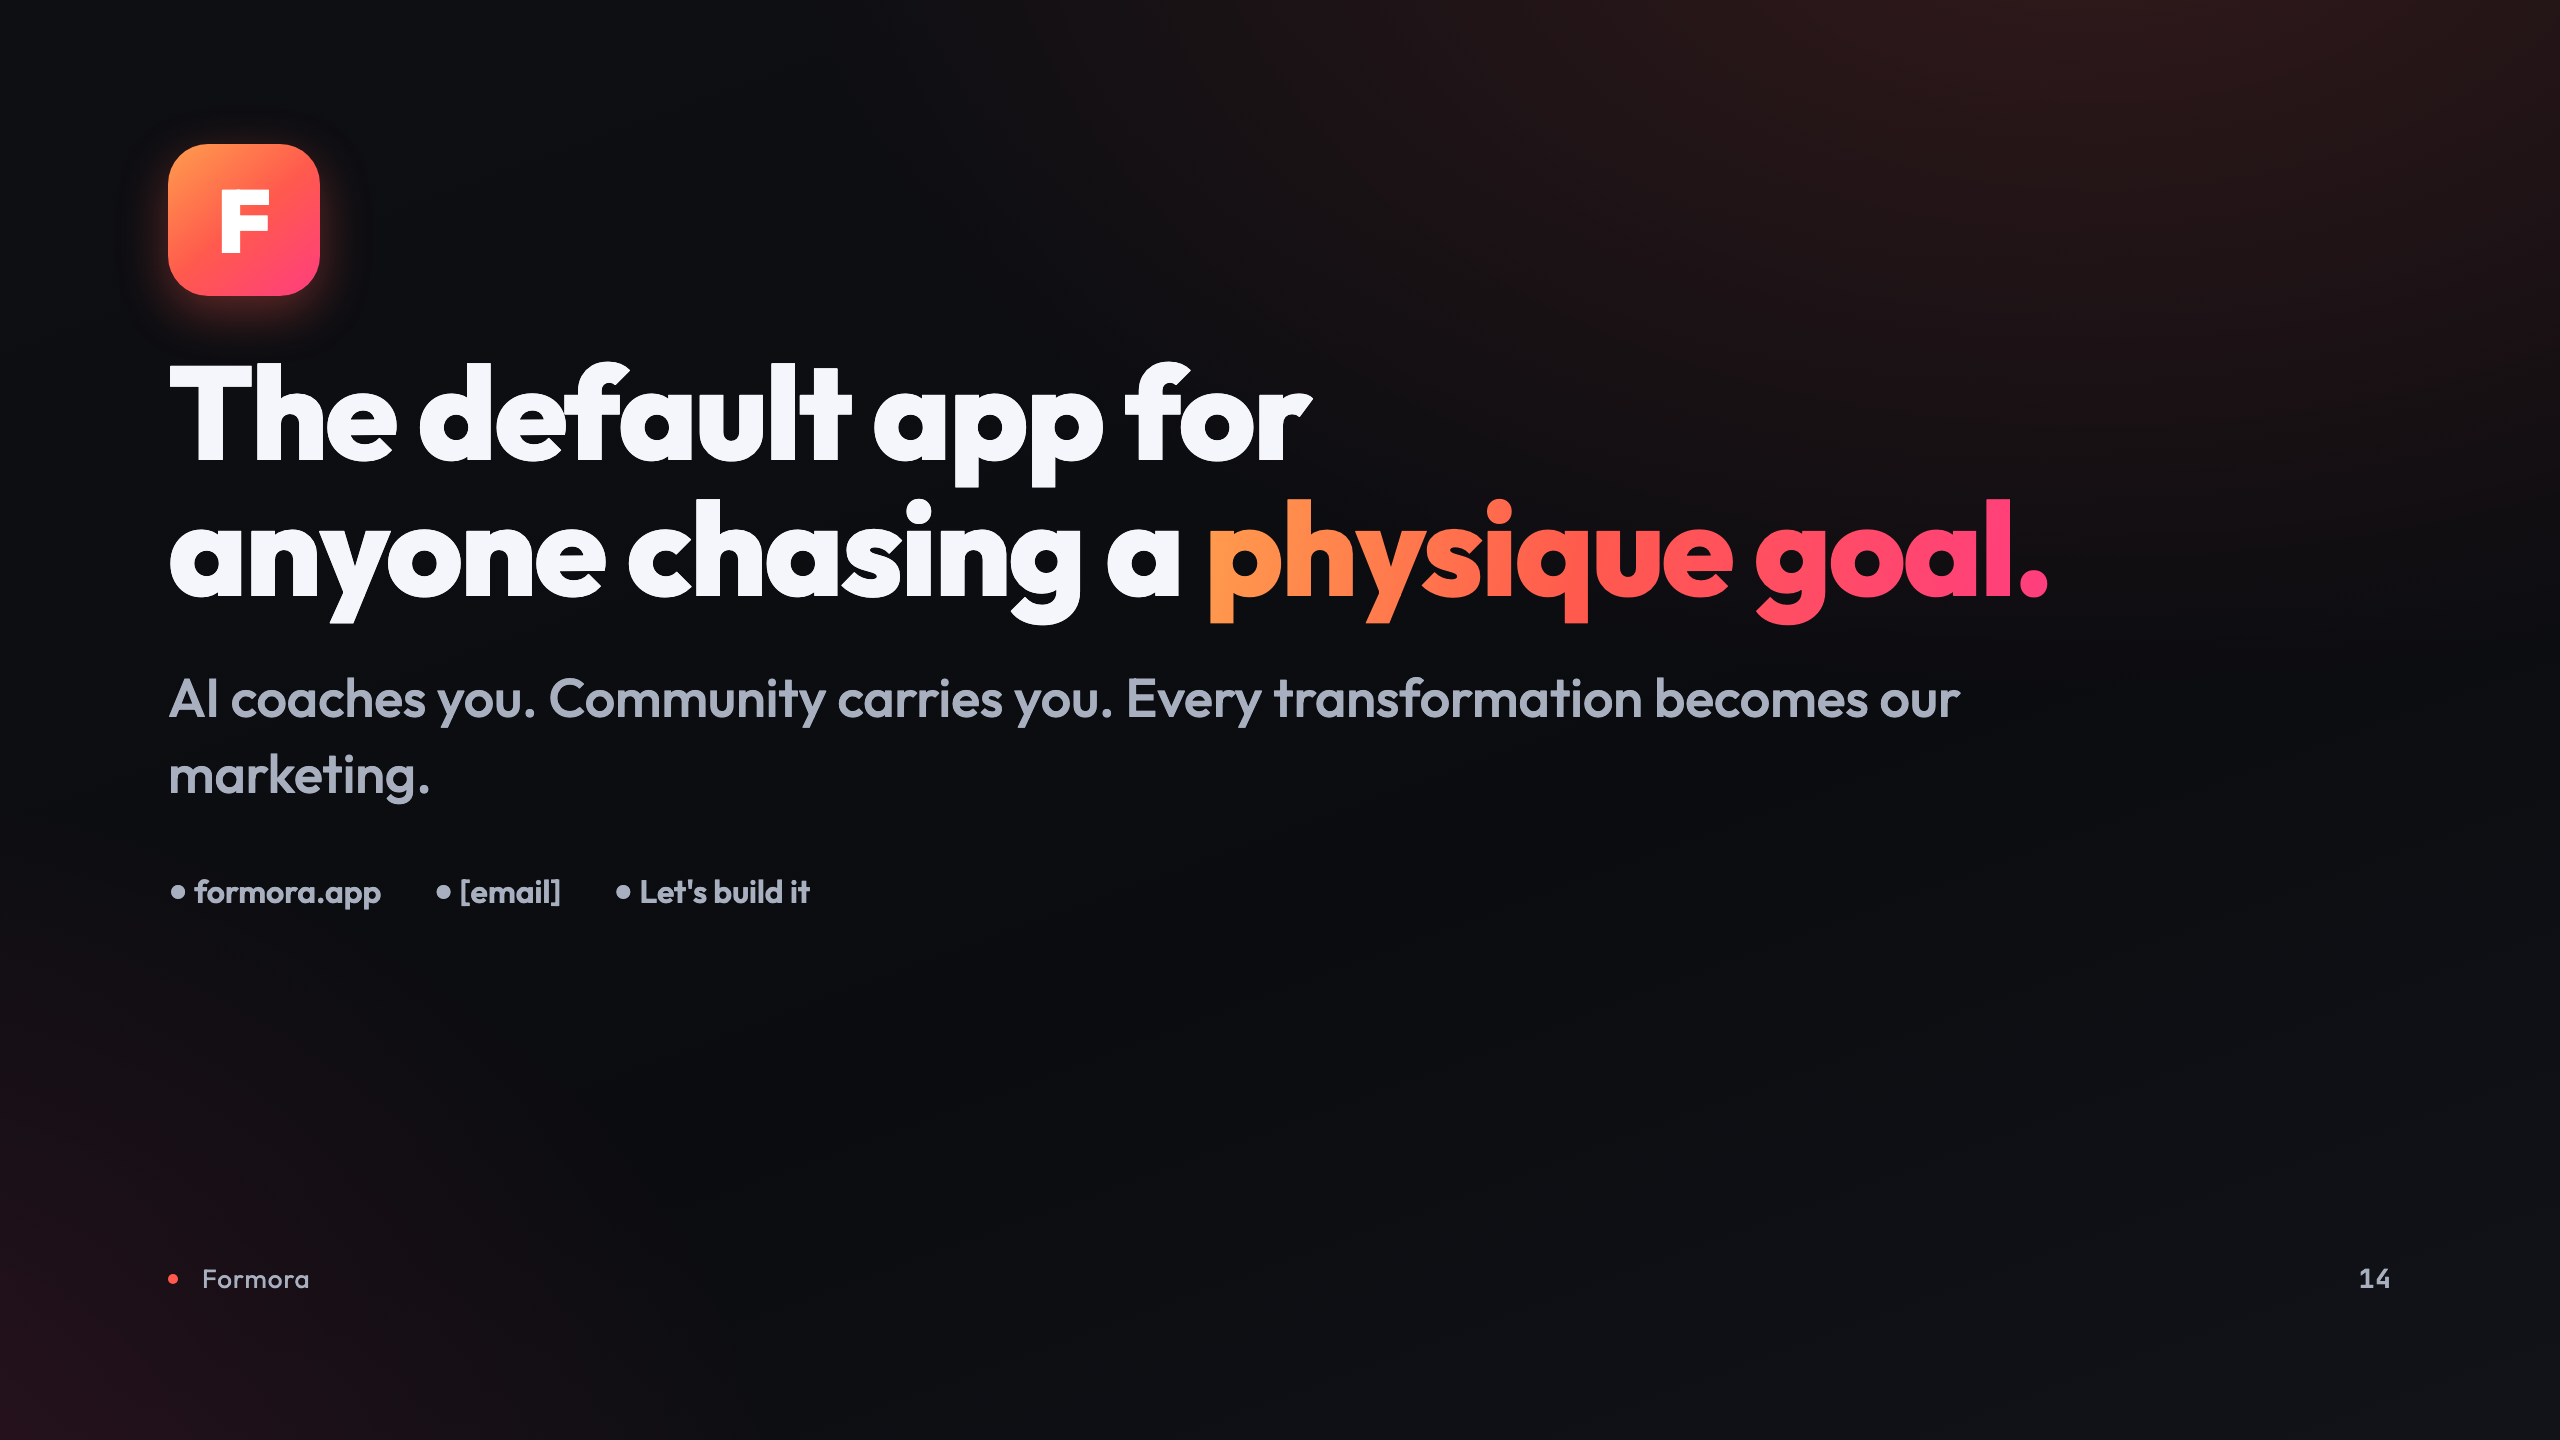 F
The default app for
anyone chasing a physique goal.
AI coaches you. Community carries you. Every transformation becomes our
marketing.
• formora.app • [email] • Let's build it
• Formora
14